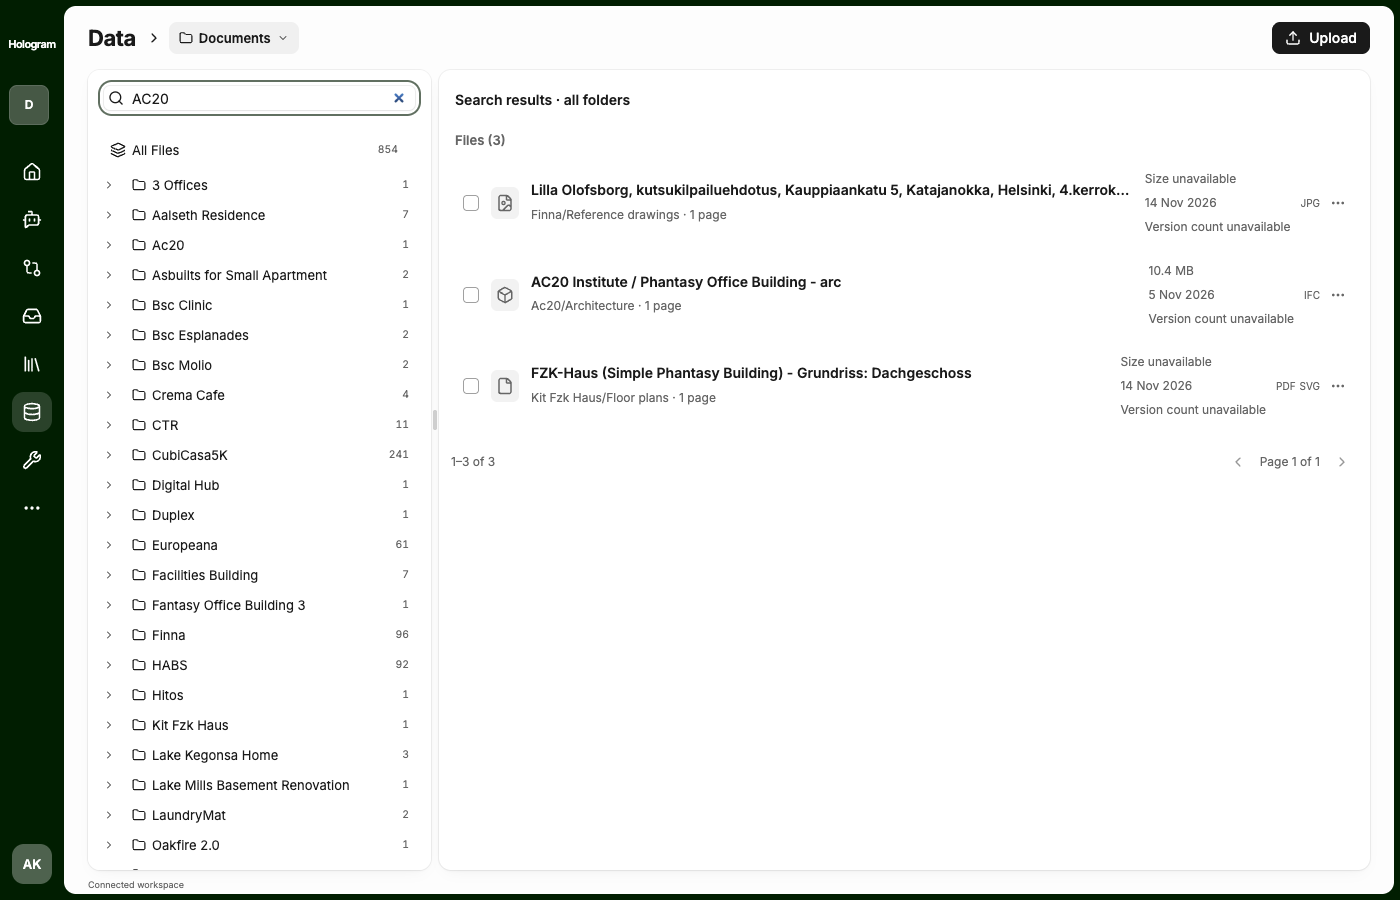 Hologram
D
AK
Data
Documents
Upload
AC20
All Files 854
3 Offices 1
Aalseth Residence 7
Ac20 1
Asbuilts for Small Apartment 2
Bsc Clinic 1
Bsc Esplanades 2
Bsc Molio 2
Crema Cafe 4
CTR 11
CubiCasa5K 241
Digital Hub 1
Duplex 1
Europeana 61
Facilities Building 7
Fantasy Office Building 3 1
Finna 96
HABS 92
Hitos 1
Kit Fzk Haus 1
Lake Kegonsa Home 3
Lake Mills Basement Renovation 1
LaundryMat 2
Oakfire 2.0 1
Connected workspace
Search results · all folders
Files (3)
Lilla Olofsborg, kutsukilpailuehdotus, Kauppiaankatu 5, Katajanokka, Helsinki, 4.kerrok...
Finna/Reference drawings · 1 page
Size unavailable
14 Nov 2026
Version count unavailable
JPG
AC20 Institute / Phantasy Office Building - arc
Ac20/Architecture · 1 page
10.4 MB
5 Nov 2026
Version count unavailable
IFC
FZK-Haus (Simple Phantasy Building) - Grundriss: Dachgeschoss
Kit Fzk Haus/Floor plans · 1 page
Size unavailable
14 Nov 2026
Version count unavailable
PDF SVG
1–3 of 3
Page 1 of 1